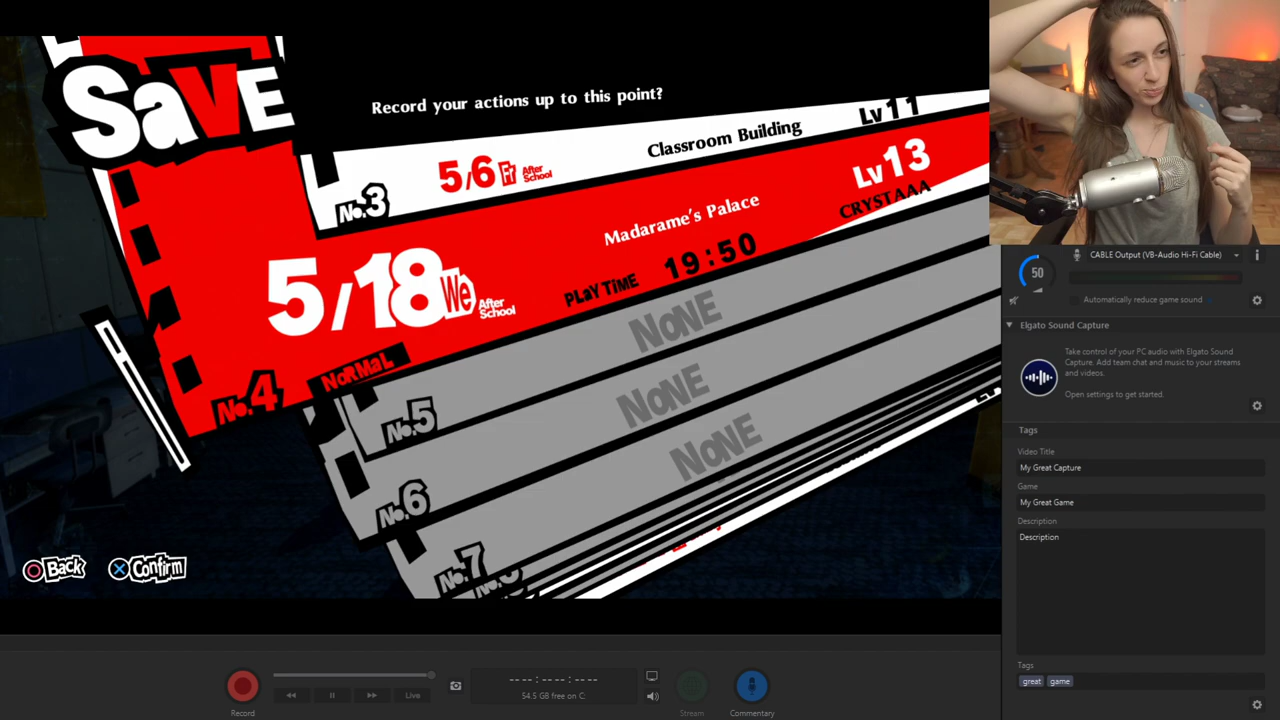 SaVE
Record your actions up to this point?
No.3
5/6 Fr After School
Classroom Building
Lv11
No.4
5/18 We After School
Madarame's Palace
Lv13
CRYSTAAA
PLaY TIME 19:50
NoRMaL
No.5
NoNE
No.6
NoNE
No.7
NoNE
Back
Confirm
50
CABLE Output (VB-Audio Hi-Fi Cable)
Automatically reduce game sound
Elgato Sound Capture
Take control of your PC audio with Elgato Sound
Capture. Add team chat and music to your streams
and videos.
Open settings to get started.
Tags
Video Title
My Great Capture
Game
My Great Game
Description
Description
Tags
great game
Record
Live
-- -- : -- -- : -- --
54.5 GB free on C:
Stream
Commentary